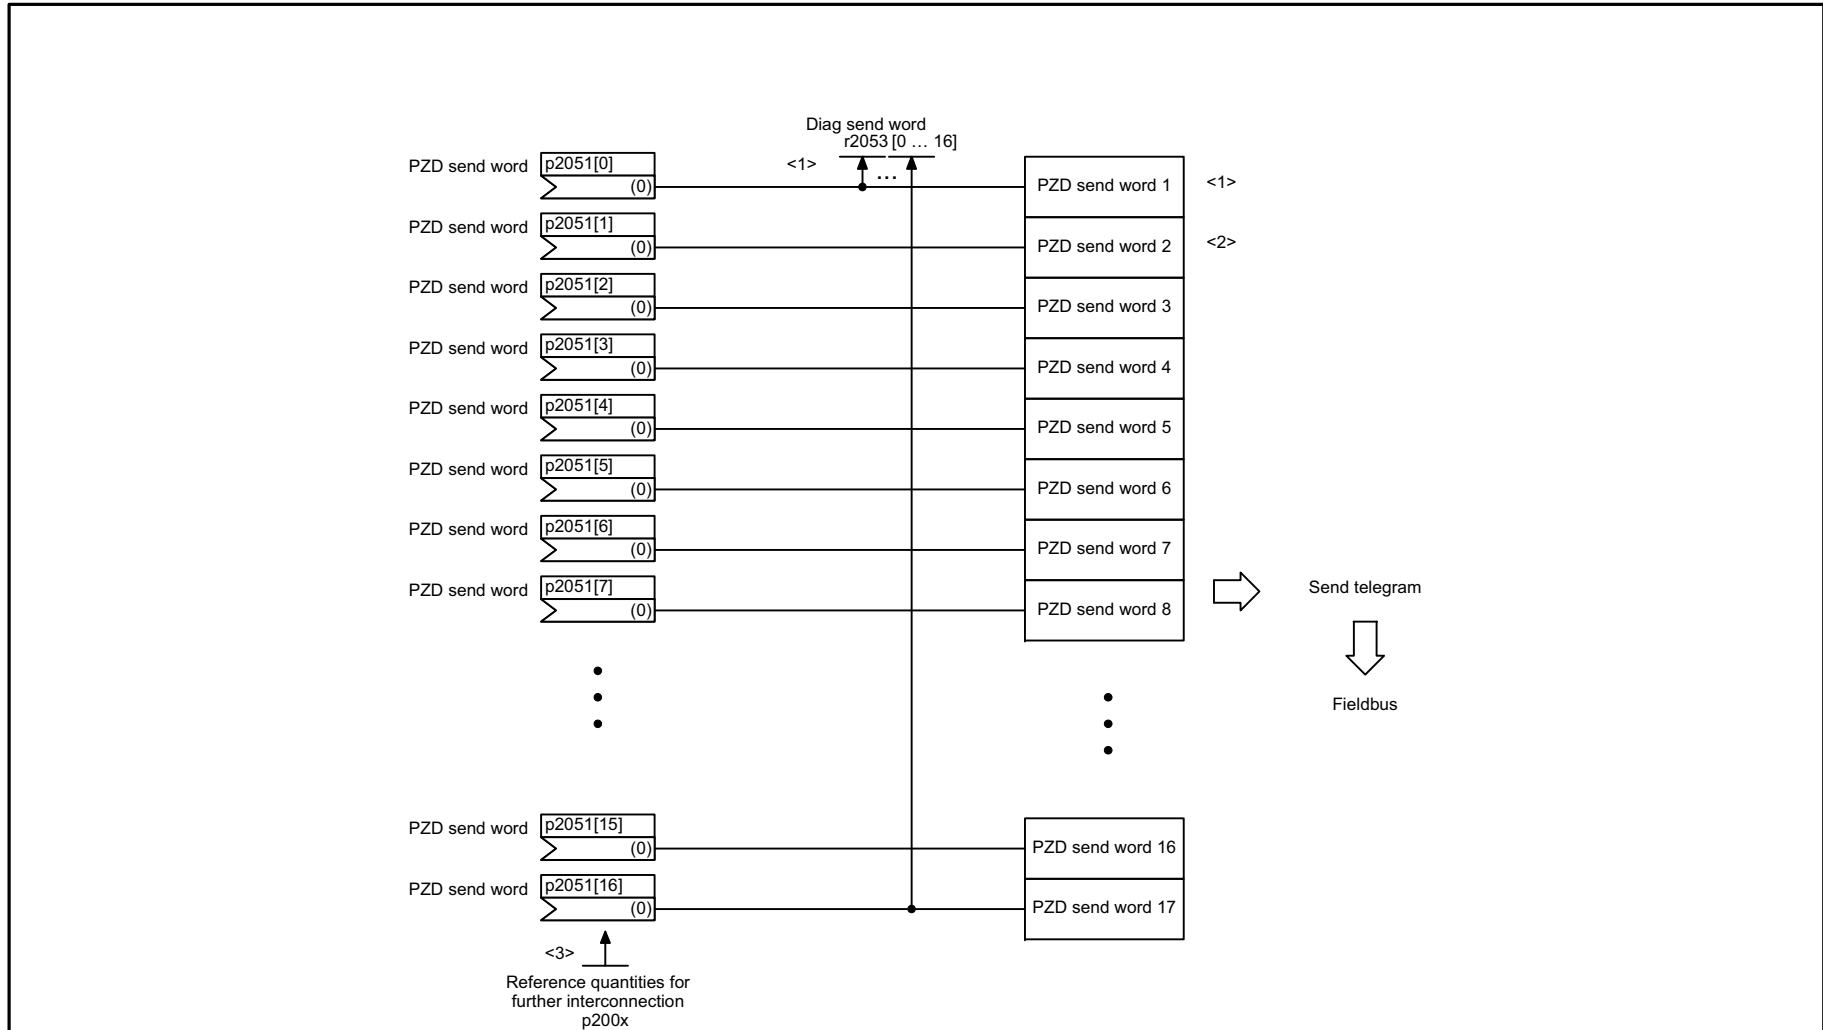 Diag send word
r2053 [0 … 16]
<1>
...
PZD send word p2051[0]
(0)
PZD send word 1 <1>
PZD send word p2051[1]
(0)
PZD send word 2 <2>
PZD send word p2051[2]
(0)
PZD send word 3
PZD send word p2051[3]
(0)
PZD send word 4
PZD send word p2051[4]
(0)
PZD send word 5
PZD send word p2051[5]
(0)
PZD send word 6
PZD send word p2051[6]
(0)
PZD send word 7
PZD send word p2051[7]
(0)
PZD send word 8
Send telegram
Fieldbus
PZD send word p2051[15]
(0)
PZD send word 16
PZD send word p2051[16]
(0)
PZD send word 17
<3>
Reference quantities for
further interconnection
p200x